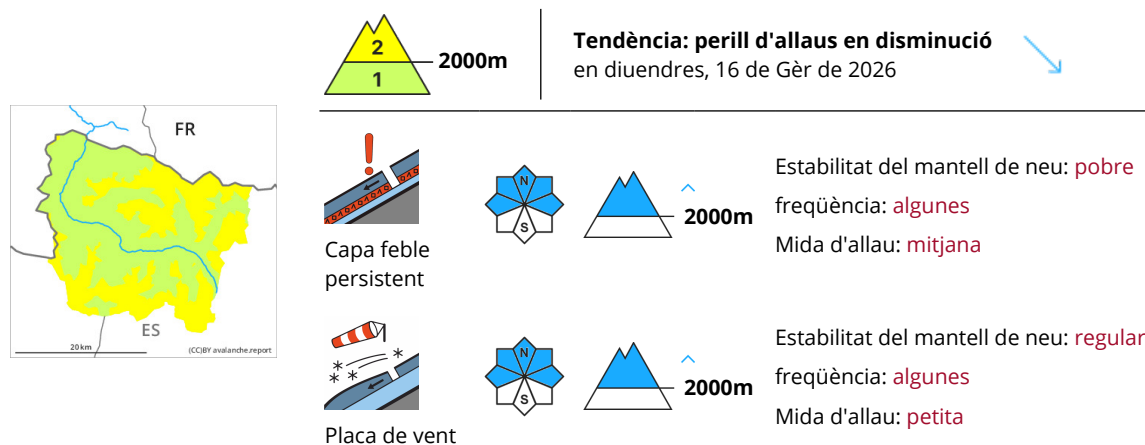 2
1
2000m
Tendència: perill d'allaus en disminució
en diuendres, 16 de Gèr de 2026
FR
ES
20 km
(CC)BY avalanche.report
Capa feble
persistent
N
S
2000m
Estabilitat del mantell de neu: pobre
freqüència: algunes
Mida d'allau: mitjana
Placa de vent
N
S
2000m
Estabilitat del mantell de neu: regular
freqüència: algunes
Mida d'allau: petita